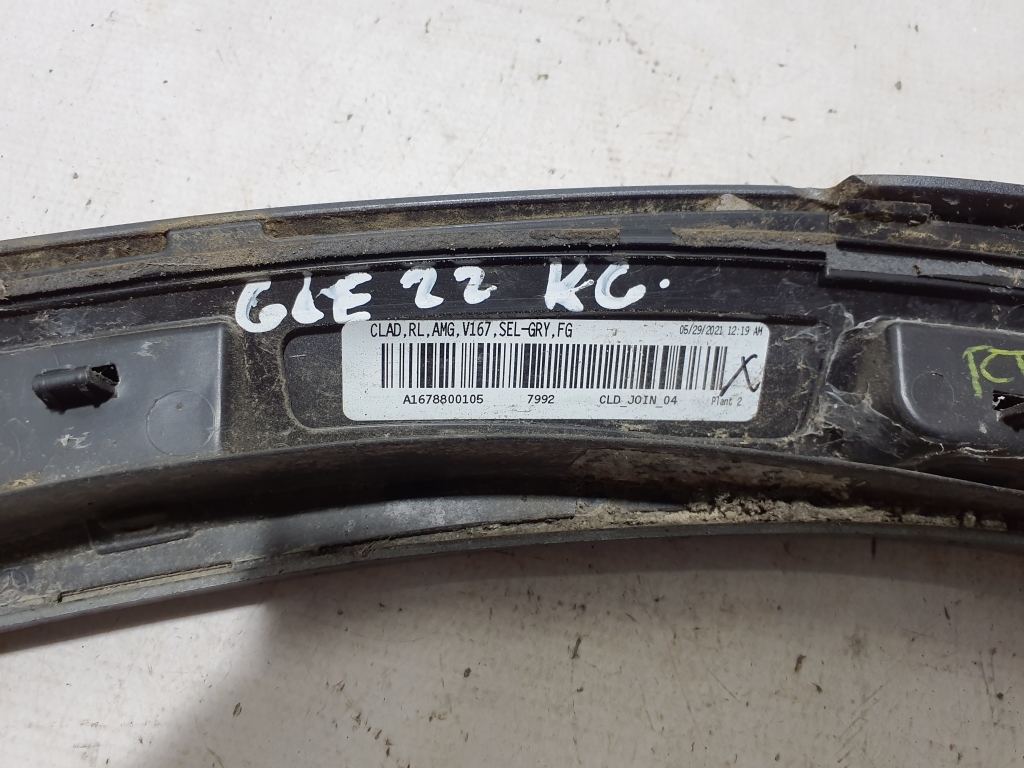 GLE 22 KG.
CLAD,RL,AMG,V167,SEL-GRY,FG 05/29/2021 12:19 AM
X
A1678800105 7992 CLD_JOIN_04 Plant 2